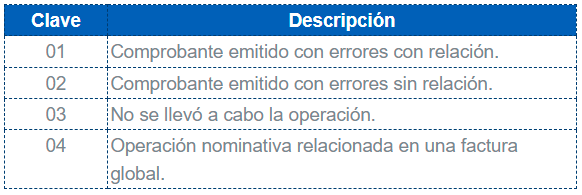 Clave Descripción
01 Comprobante emitido con errores con relación.
02 Comprobante emitido con errores sin relación.
03 No se llevó a cabo la operación.
04 Operación nominativa relacionada en una factura
global.